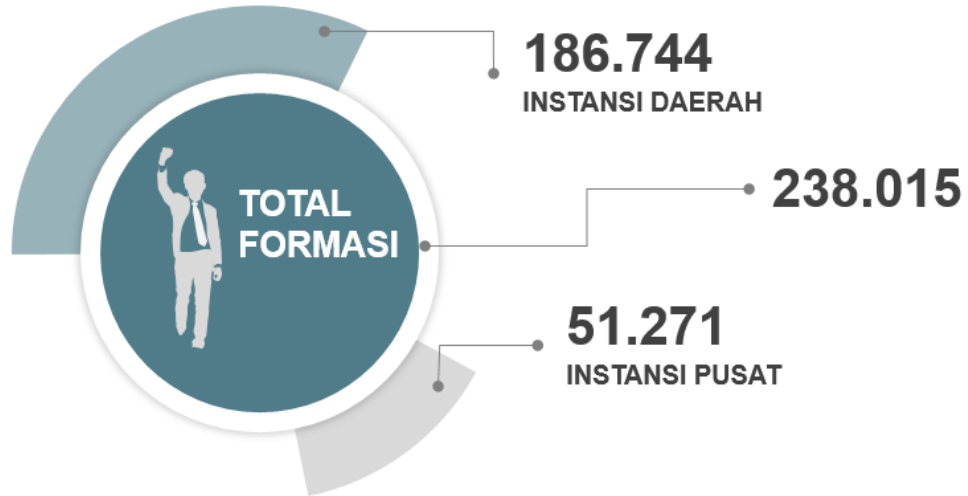 186.744
INSTANSI DAERAH
TOTAL
FORMASI
238.015
51.271
INSTANSI PUSAT